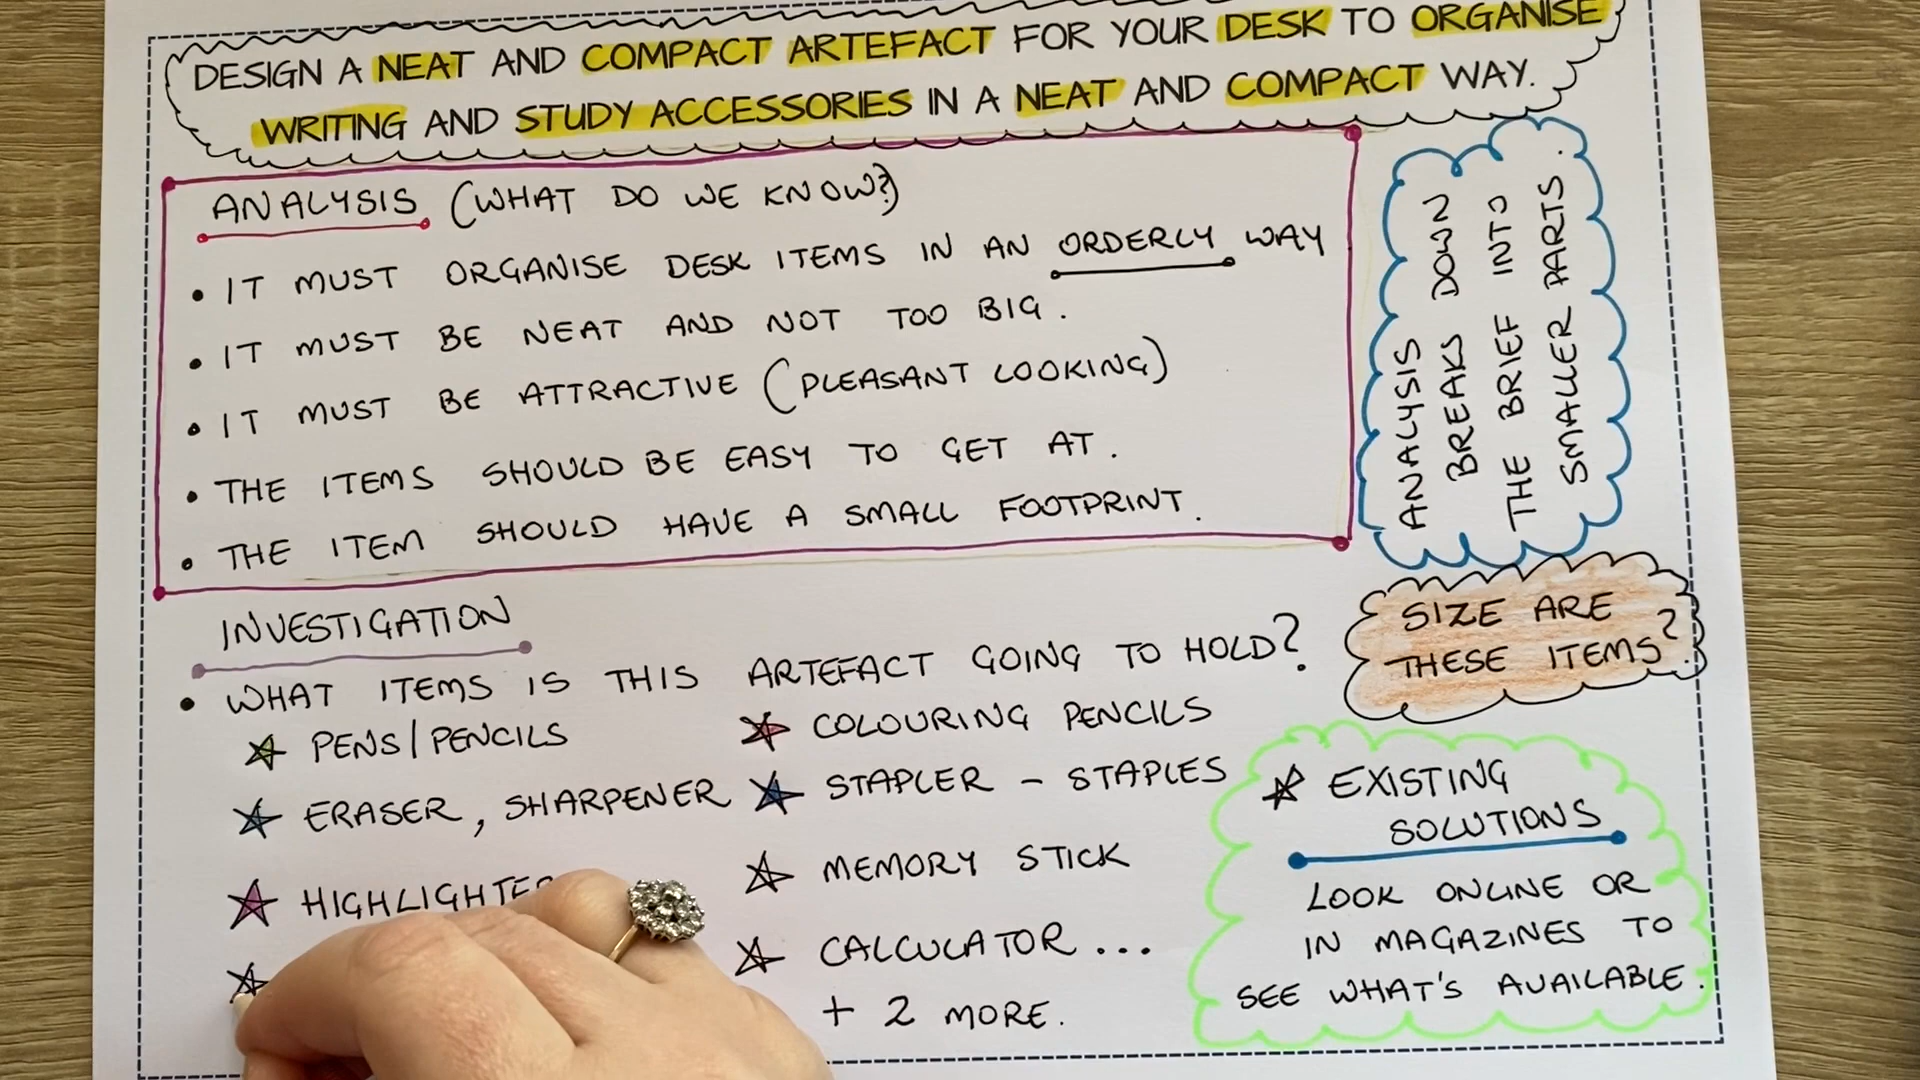 DESIGN A NEAT AND COMPACT ARTEFACT FOR YOUR DESK TO ORGANISE
WRITING AND STUDY ACCESSORIES IN A NEAT AND COMPACT WAY.
ANALYSIS (WHAT DO WE KNOW?)
• IT MUST ORGANISE DESK ITEMS IN AN ORDERLY WAY
• IT MUST BE NEAT AND NOT TOO BIG.
• IT MUST BE ATTRACTIVE (PLEASANT LOOKING)
• THE ITEMS SHOULD BE EASY TO GET AT.
• THE ITEM SHOULD HAVE A SMALL FOOTPRINT.
ANALYSIS
BREAKS DOWN
THE BRIEF INTO
SMALLER PARTS.
INVESTIGATION
• WHAT ITEMS IS THIS ARTEFACT GOING TO HOLD?
PENS/PENCILS
ERASER, SHARPENER
HIGHLIGHTE
COLOURING PENCILS
STAPLER - STAPLES
MEMORY STICK
CALCULATOR...
+ 2 MORE.
SIZE ARE
THESE ITEMS?
EXISTING
SOLUTIONS
LOOK ONLINE OR
IN MAGAZINES TO
SEE WHAT'S AVAILABLE.